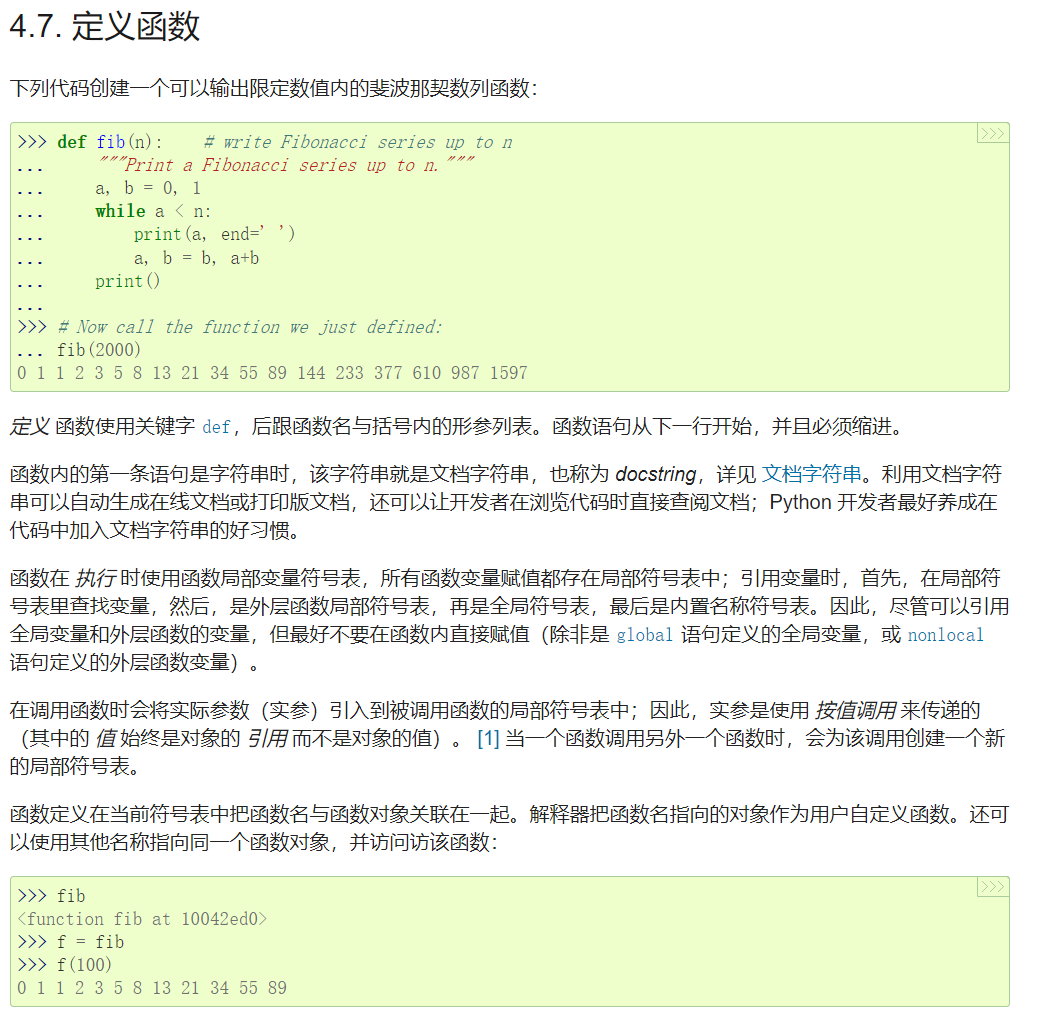 4.7. 定义函数
下列代码创建一个可以输出限定数值内的斐波那契数列函数：
>>>
>>> def fib(n):    # write Fibonacci series up to n
...     """Print a Fibonacci series up to n."""
...     a, b = 0, 1
...     while a < n:
...         print(a, end=' ')
...         a, b = b, a+b
...     print()
...
>>> # Now call the function we just defined:
... fib(2000)
0 1 1 2 3 5 8 13 21 34 55 89 144 233 377 610 987 1597
定义 函数使用关键字 def，后跟函数名与括号内的形参列表。函数语句从下一行开始，并且必须缩进。
函数内的第一条语句是字符串时，该字符串就是文档字符串，也称为 docstring，详见 文档字符串。利用文档字符
串可以自动生成在线文档或打印版文档，还可以让开发者在浏览代码时直接查阅文档；Python 开发者最好养成在
代码中加入文档字符串的好习惯。
函数在 执行 时使用函数局部变量符号表，所有函数变量赋值都存在局部符号表中；引用变量时，首先，在局部符
号表里查找变量，然后，是外层函数局部符号表，再是全局符号表，最后是内置名称符号表。因此，尽管可以引用
全局变量和外层函数的变量，但最好不要在函数内直接赋值（除非是 global 语句定义的全局变量，或 nonlocal
语句定义的外层函数变量）。
在调用函数时会将实际参数（实参）引入到被调用函数的局部符号表中；因此，实参是使用 按值调用 来传递的
（其中的 值 始终是对象的 引用 而不是对象的值）。 [1] 当一个函数调用另外一个函数时，会为该调用创建一个新
的局部符号表。
函数定义在当前符号表中把函数名与函数对象关联在一起。解释器把函数名指向的对象作为用户自定义函数。还可
以使用其他名称指向同一个函数对象，并访问访该函数：
>>>
>>> fib
<function fib at 10042ed0>
>>> f = fib
>>> f(100)
0 1 1 2 3 5 8 13 21 34 55 89